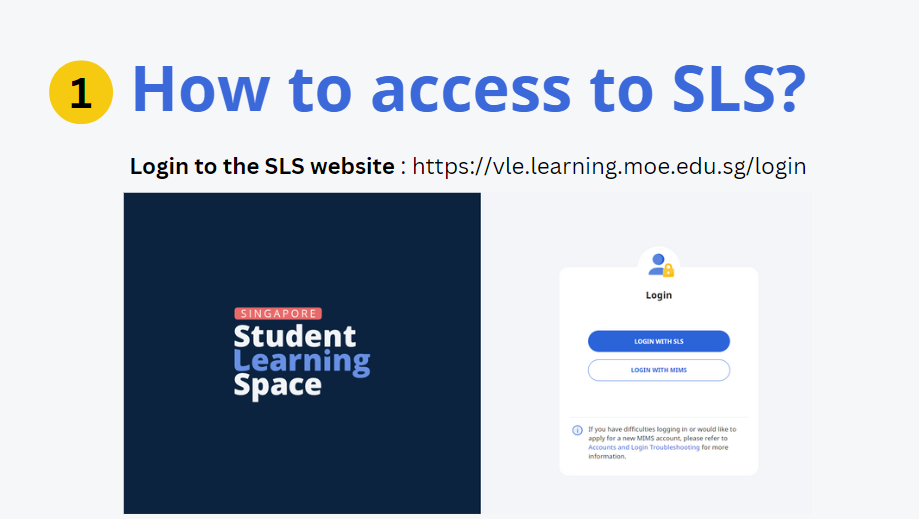 1 How to access to SLS?
Login to the SLS website : https://vle.learning.moe.edu.sg/login
SINGAPORE
Student
Learning
Space
Login
LOGIN WITH SLS
LOGIN WITH MIMS
If you have difficulties logging in or would like to
apply for a new MIMS account, please refer to
Accounts and Login Troubleshooting for more
information.